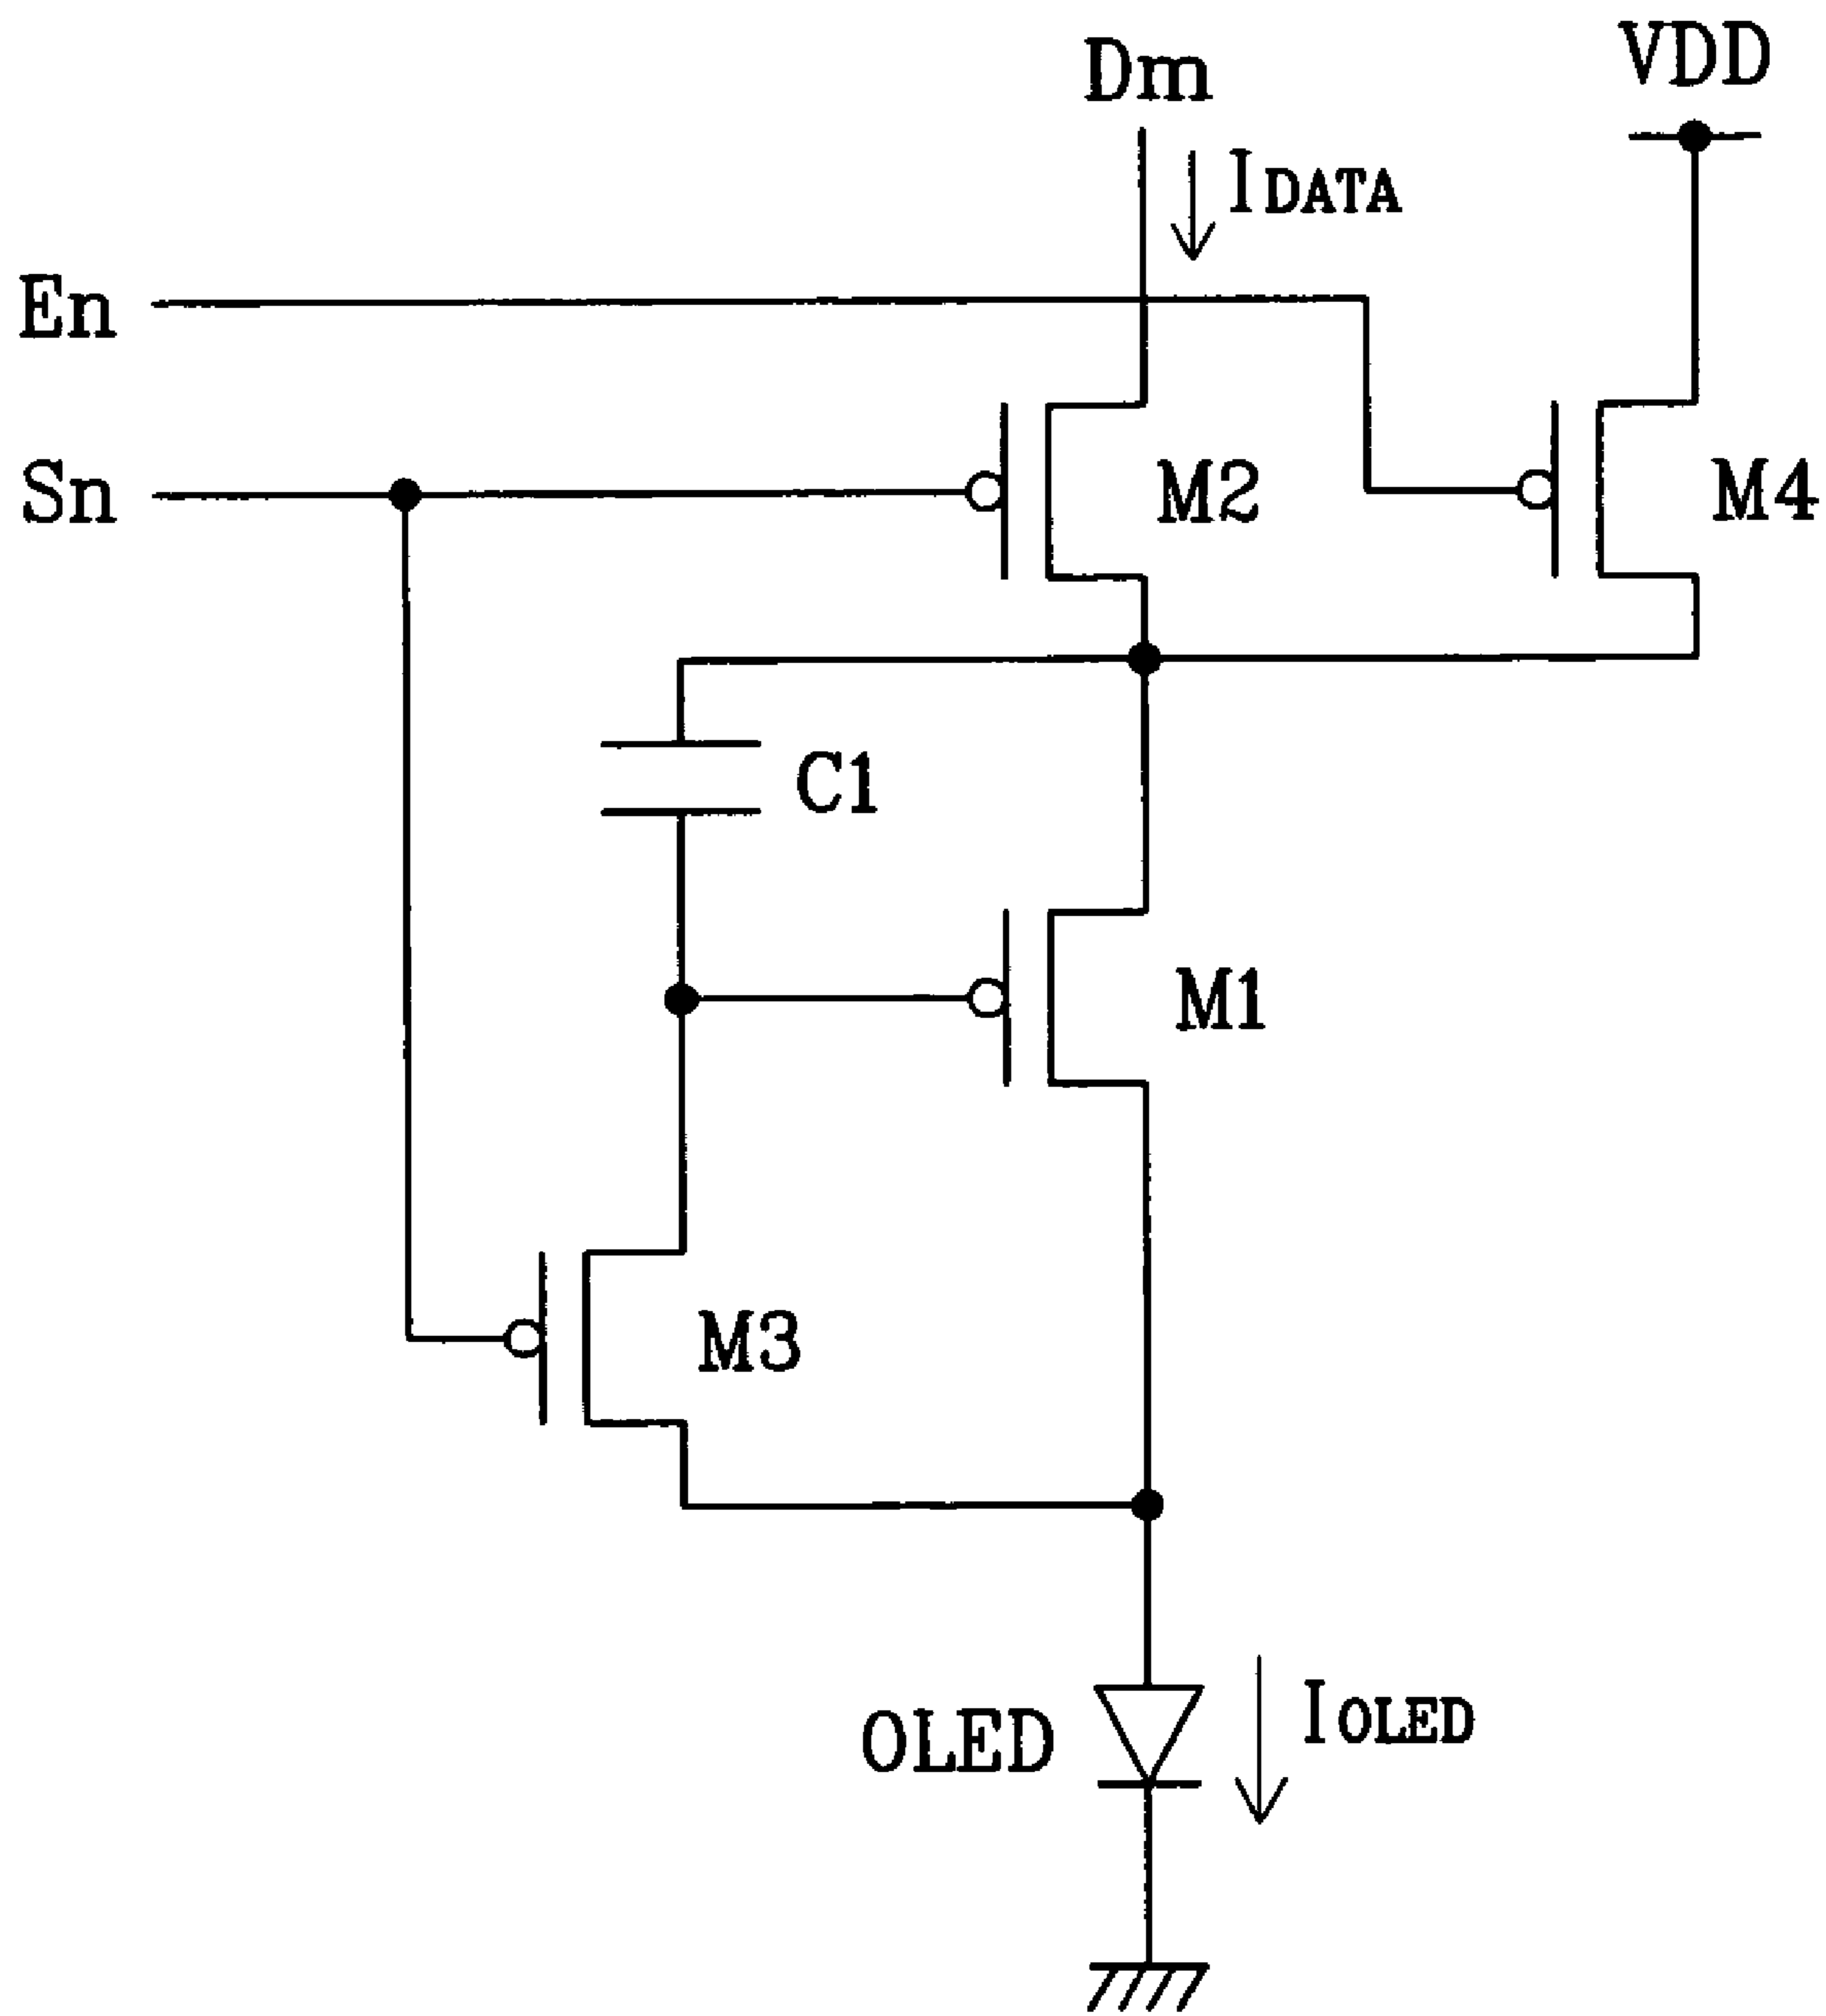 Dm
VDD
IDATA
En
Sn
M2
M4
C1
M1
M3
OLED
IOLED